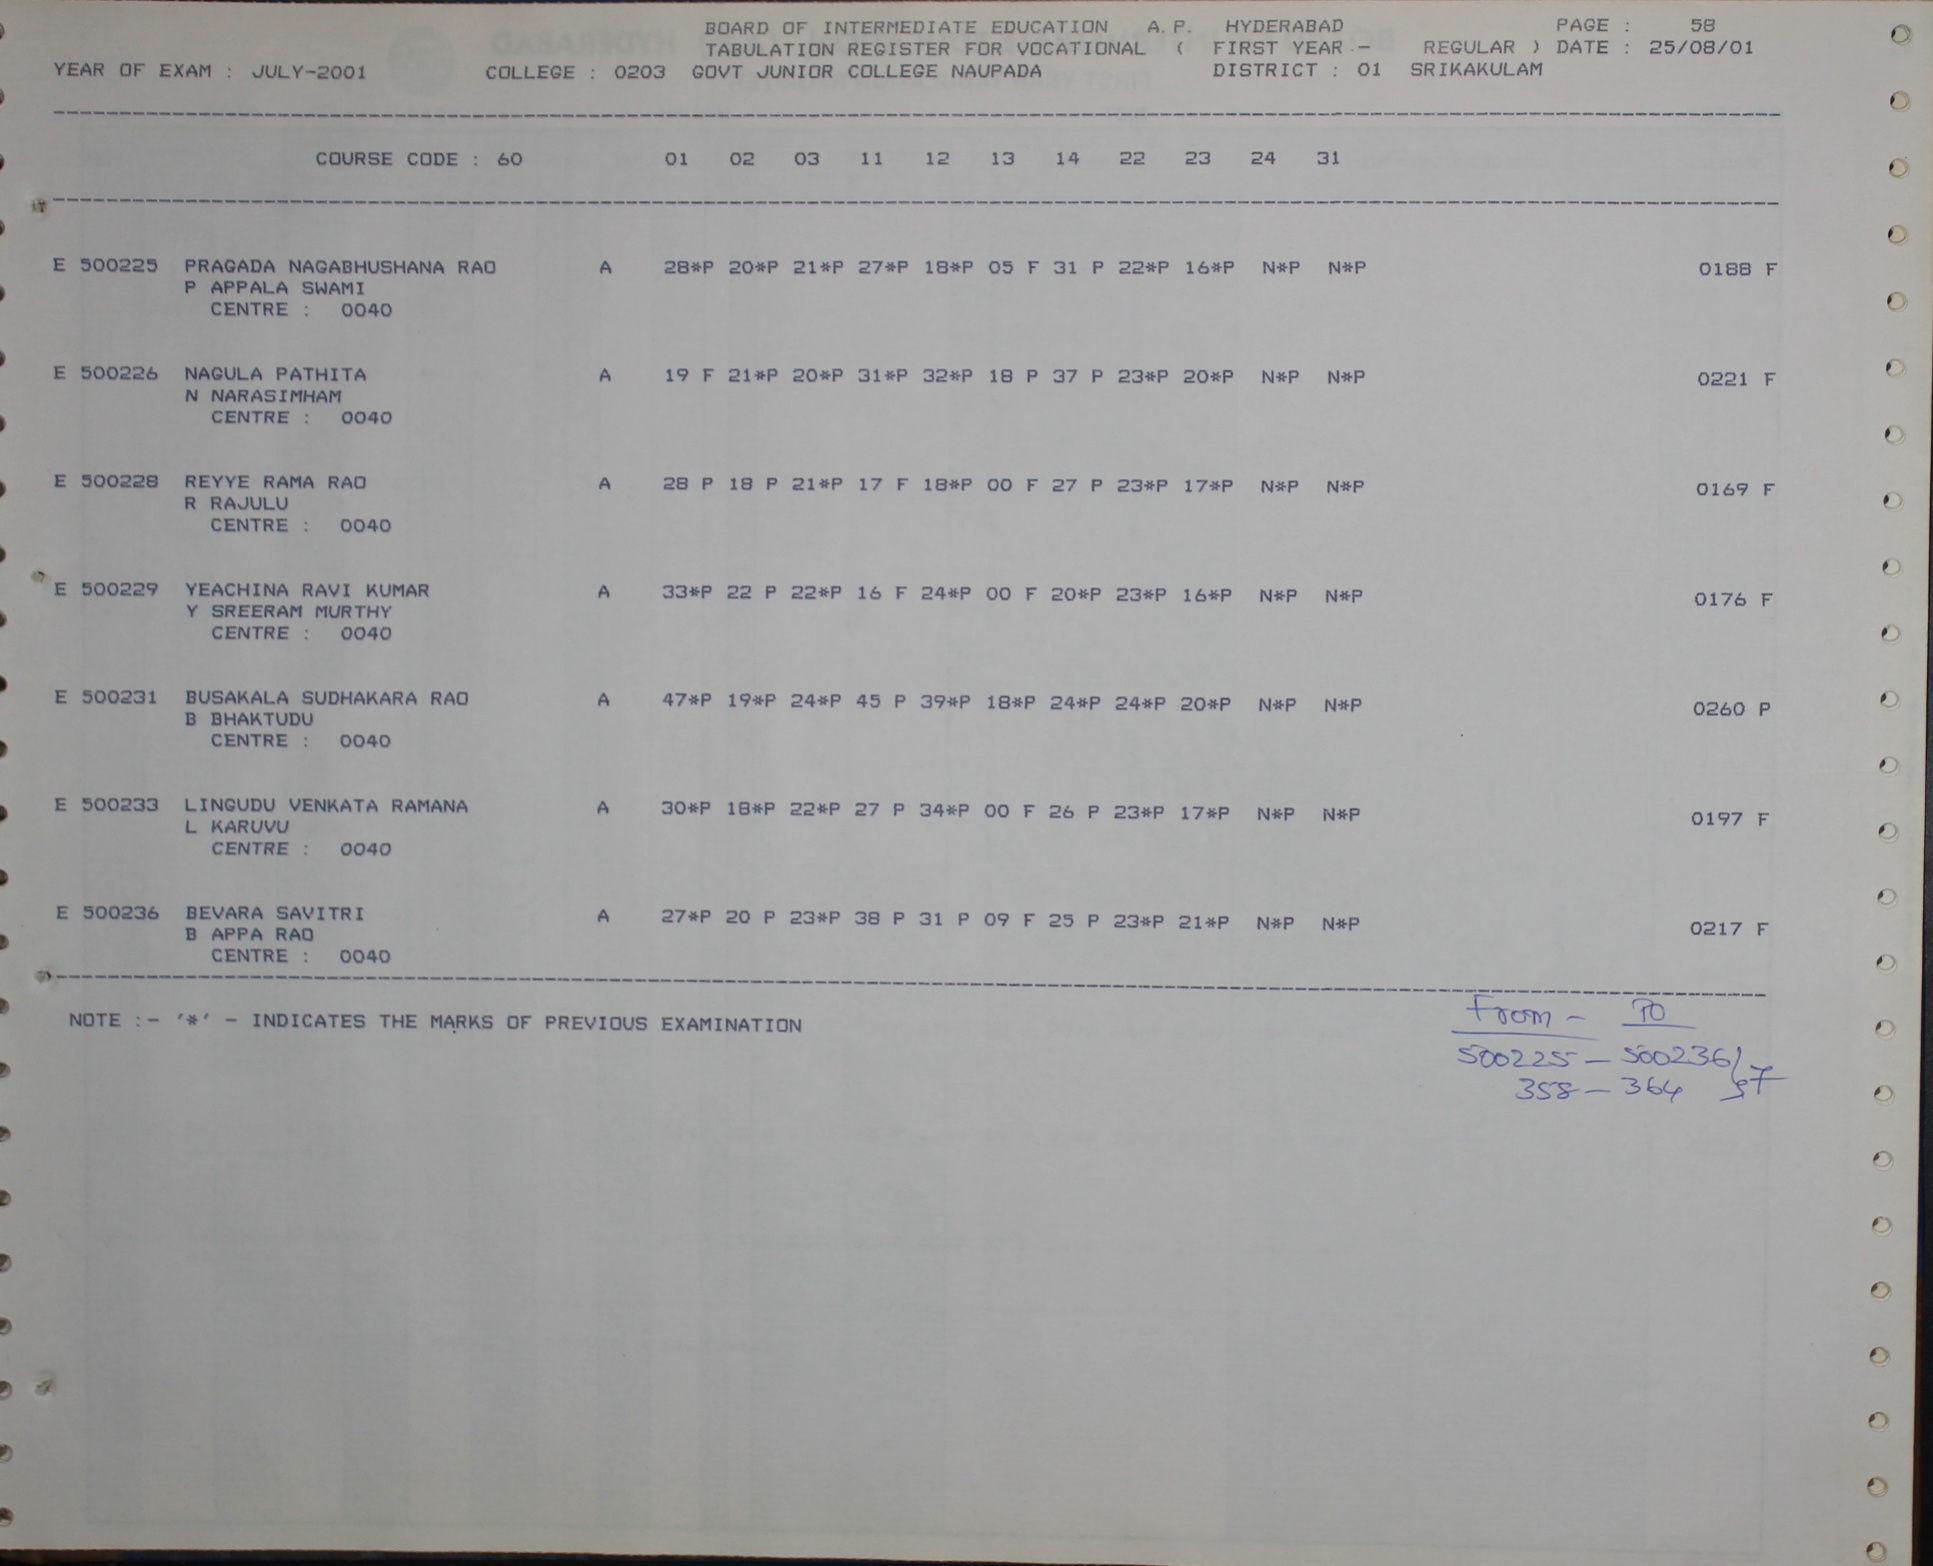 BOARD OF INTERMEDIATE EDUCATION A.P. HYDERABAD PAGE : 58
TABULATION REGISTER FOR VOCATIONAL ( FIRST YEAR - REGULAR ) DATE : 25/08/01
YEAR OF EXAM : JULY-2001 COLLEGE : 0203 GOVT JUNIOR COLLEGE NAUPADA DISTRICT : 01 SRIKAKULAM
COURSE CODE : 60 01 02 03 11 12 13 14 22 23 24 31
E 500225 PRAGADA NAGABHUSHANA RAO A 28*P 20*P 21*P 27*P 18*P 05 F 31 P 22*P 16*P N*P N*P 0188 F
P APPALA SWAMI
CENTRE : 0040
E 500226 NAGULA PATHITA A 19 F 21*P 20*P 31*P 32*P 18 P 37 P 23*P 20*P N*P N*P 0221 F
N NARASIMHAM
CENTRE : 0040
E 500228 REYYE RAMA RAO A 28 P 18 P 21*P 17 F 18*P 00 F 27 P 23*P 17*P N*P N*P 0169 F
R RAJULU
CENTRE : 0040
E 500229 YEACHINA RAVI KUMAR A 33*P 22 P 22*P 16 F 24*P 00 F 20*P 23*P 16*P N*P N*P 0176 F
Y SREERAM MURTHY
CENTRE : 0040
E 500231 BUSAKALA SUDHAKARA RAO A 47*P 19*P 24*P 45 P 39*P 18*P 24*P 24*P 20*P N*P N*P 0260 P
B BHAKTUDU
CENTRE : 0040
E 500233 LINGUDU VENKATA RAMANA A 30*P 18*P 22*P 27 P 34*P 00 F 26 P 23*P 17*P N*P N*P 0197 F
L KARUVU
CENTRE : 0040
E 500236 BEVARA SAVITRI A 27*P 20 P 23*P 38 P 31 P 09 F 25 P 23*P 21*P N*P N*P 0217 F
B APPA RAO
CENTRE : 0040
NOTE :- '*' - INDICATES THE MARKS OF PREVIOUS EXAMINATION
From - To
500225 - 500236
358 - 364 } 7